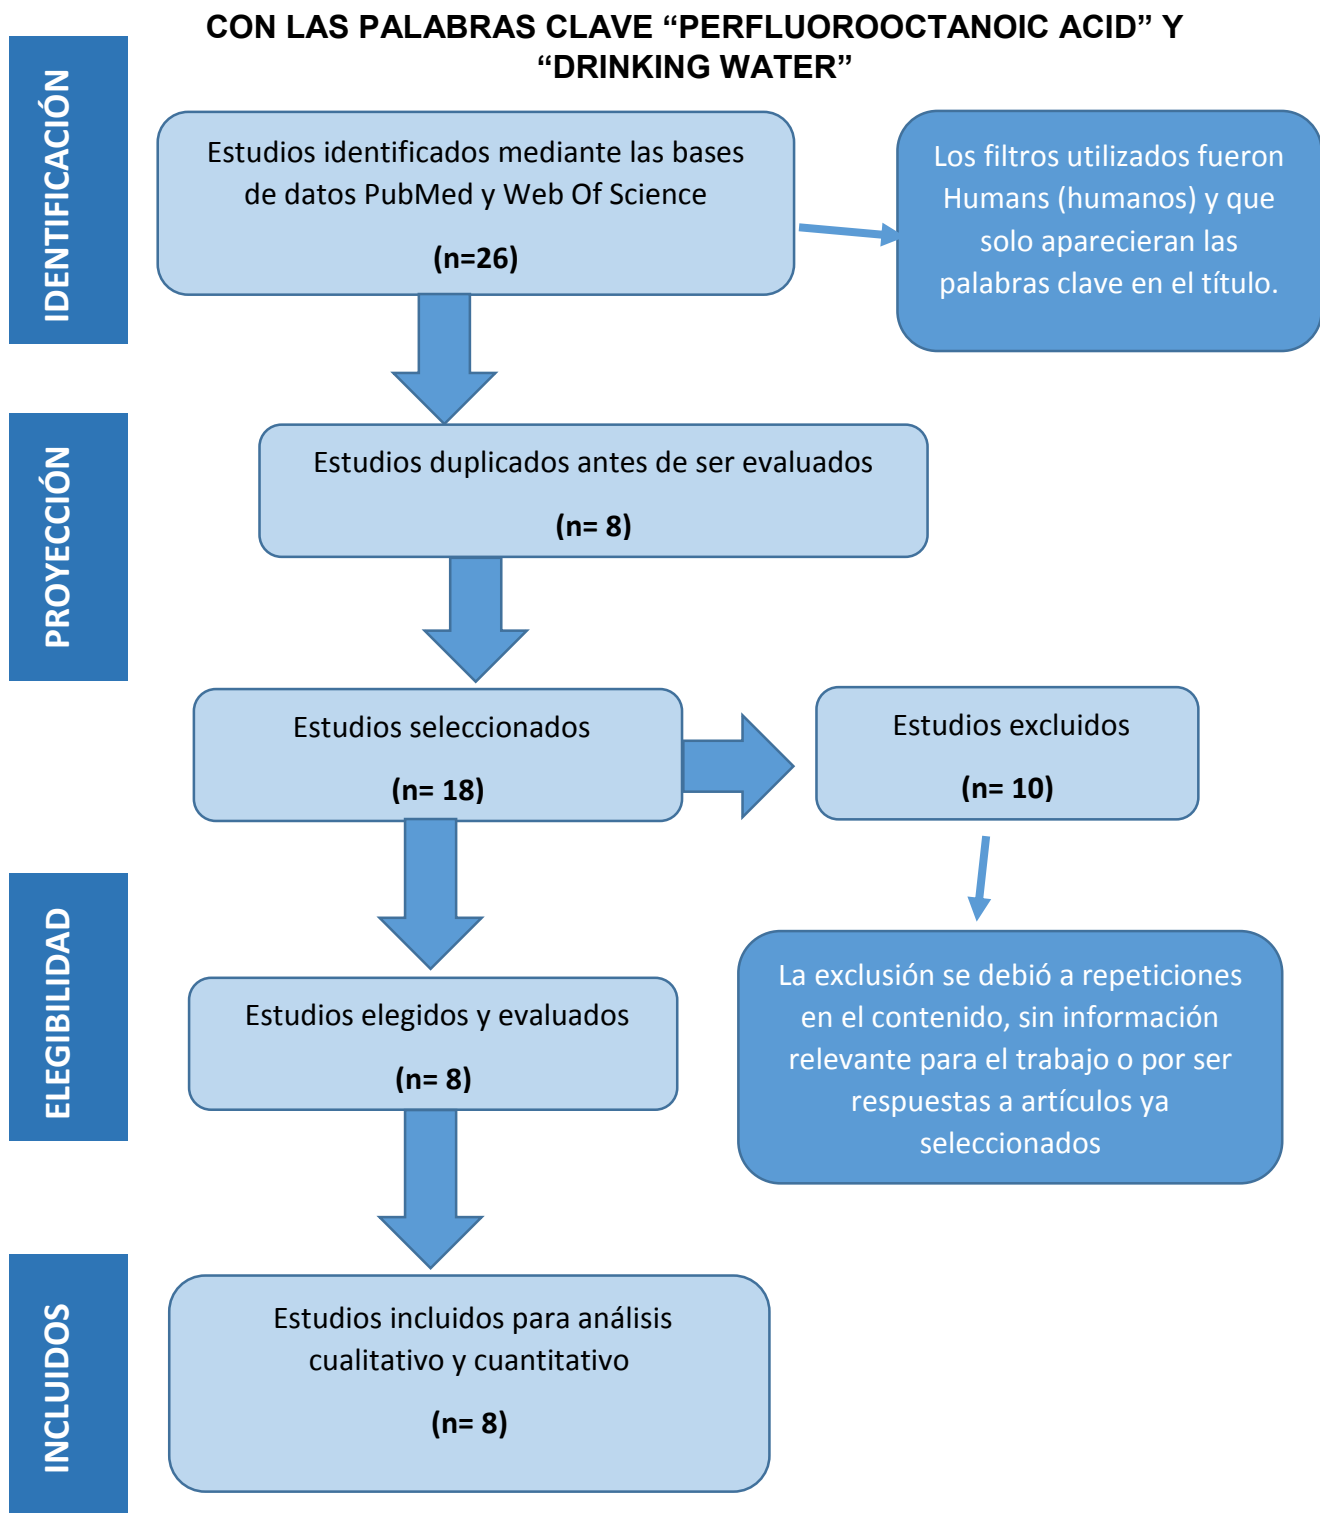 CON LAS PALABRAS CLAVE “PERFLUOROOCTANOIC ACID” Y
“DRINKING WATER”
IDENTIFICACIÓN
Estudios identificados mediante las bases
de datos PubMed y Web Of Science
(n=26)
Los filtros utilizados fueron
Humans (humanos) y que
solo aparecieran las
palabras clave en el título.
PROYECCIÓN
Estudios duplicados antes de ser evaluados
(n= 8)
Estudios seleccionados
(n= 18)
Estudios excluidos
(n= 10)
ELEGIBILIDAD
Estudios elegidos y evaluados
(n= 8)
La exclusión se debió a repeticiones
en el contenido, sin información
relevante para el trabajo o por ser
respuestas a artículos ya
seleccionados
INCLUIDOS
Estudios incluidos para análisis
cualitativo y cuantitativo
(n= 8)